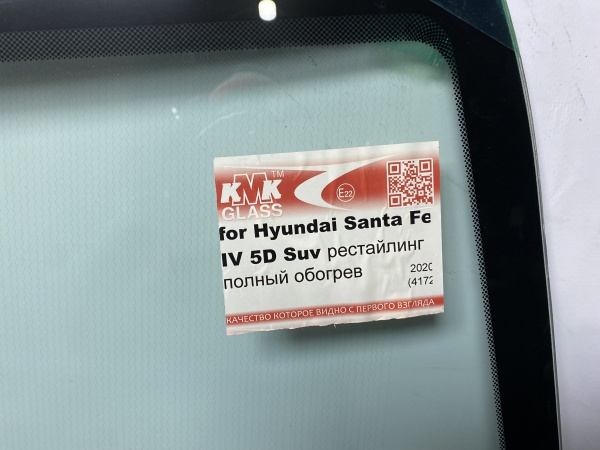 KMK™
GLASS
E22
for Hyundai Santa Fe
IV 5D Suv рестайлинг
полный обогрев
2020
(4172
КАЧЕСТВО КОТОРОЕ ВИДНО С ПЕРВОГО ВЗГЛЯДА